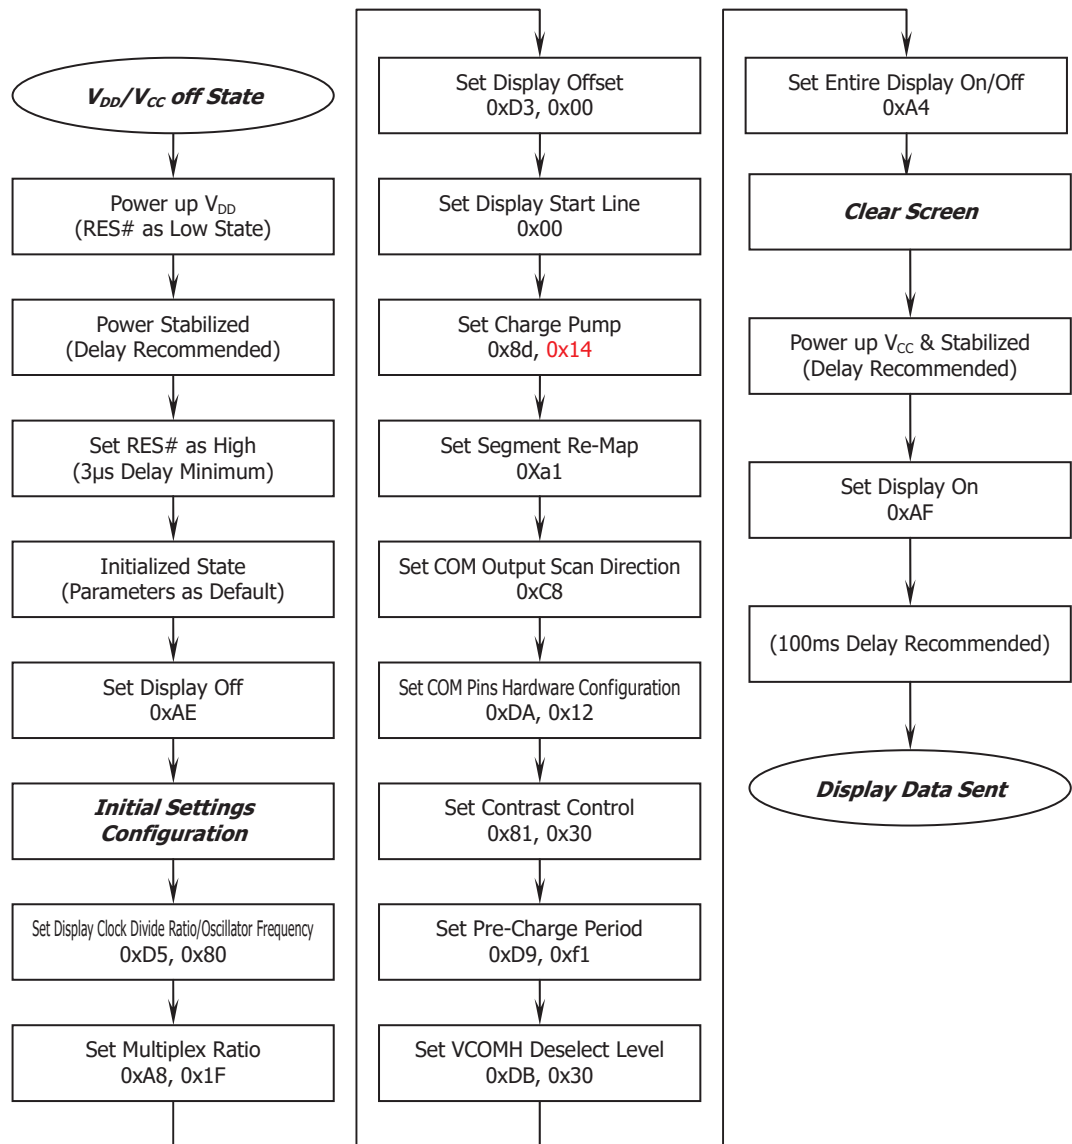 V_DD/V_CC off State
Power up V_DD
(RES# as Low State)
Power Stabilized
(Delay Recommended)
Set RES# as High
(3μs Delay Minimum)
Initialized State
(Parameters as Default)
Set Display Off
0xAE
Initial Settings
Configuration
Set Display Clock Divide Ratio/Oscillator Frequency
0xD5, 0x80
Set Multiplex Ratio
0xA8, 0x1F
Set Display Offset
0xD3, 0x00
Set Display Start Line
0x00
Set Charge Pump
0x8d, 0x14
Set Segment Re-Map
0Xa1
Set COM Output Scan Direction
0xC8
Set COM Pins Hardware Configuration
0xDA, 0x12
Set Contrast Control
0x81, 0x30
Set Pre-Charge Period
0xD9, 0xf1
Set VCOMH Deselect Level
0xDB, 0x30
Set Entire Display On/Off
0xA4
Clear Screen
Power up V_CC & Stabilized
(Delay Recommended)
Set Display On
0xAF
(100ms Delay Recommended)
Display Data Sent